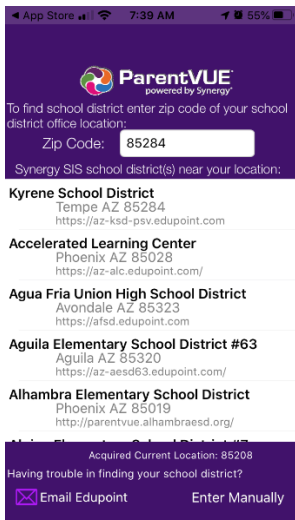 App Store 7:39 AM 55%
ParentVUE
powered by Synergy
To find school district enter zip code of your school
district office location:
Zip Code: 85284
Synergy SIS school district(s) near your location:
Kyrene School District
Tempe AZ 85284
https://az-ksd-psv.edupoint.com
Accelerated Learning Center
Phoenix AZ 85028
https://az-alc.edupoint.com/
Agua Fria Union High School District
Avondale AZ 85323
https://afsd.edupoint.com
Aguila Elementary School District #63
Aguila AZ 85320
https://az-aesd63.edupoint.com/
Alhambra Elementary School District
Phoenix AZ 85019
http://parentvue.alhambraesd.org/
Acquired Current Location: 85208
Having trouble in finding your school district?
Email Edupoint Enter Manually